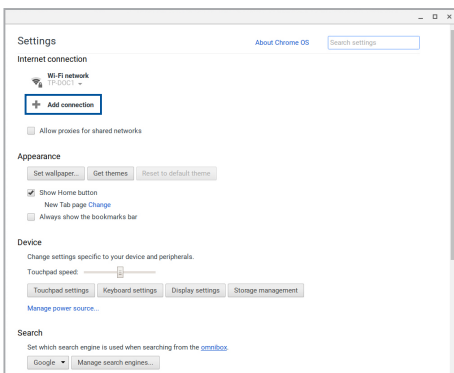 Settings
About Chrome OS
Search settings
Internet connection
Wi-Fi network
TP-DOC1
Add connection
Allow proxies for shared networks
Appearance
Set wallpaper... Get themes Reset to default theme
Show Home button
New Tab page Change
Always show the bookmarks bar
Device
Change settings specific to your device and peripherals.
Touchpad speed:
Touchpad settings Keyboard settings Display settings Storage management
Manage power source...
Search
Set which search engine is used when searching from the omnibox.
Google Manage search engines...